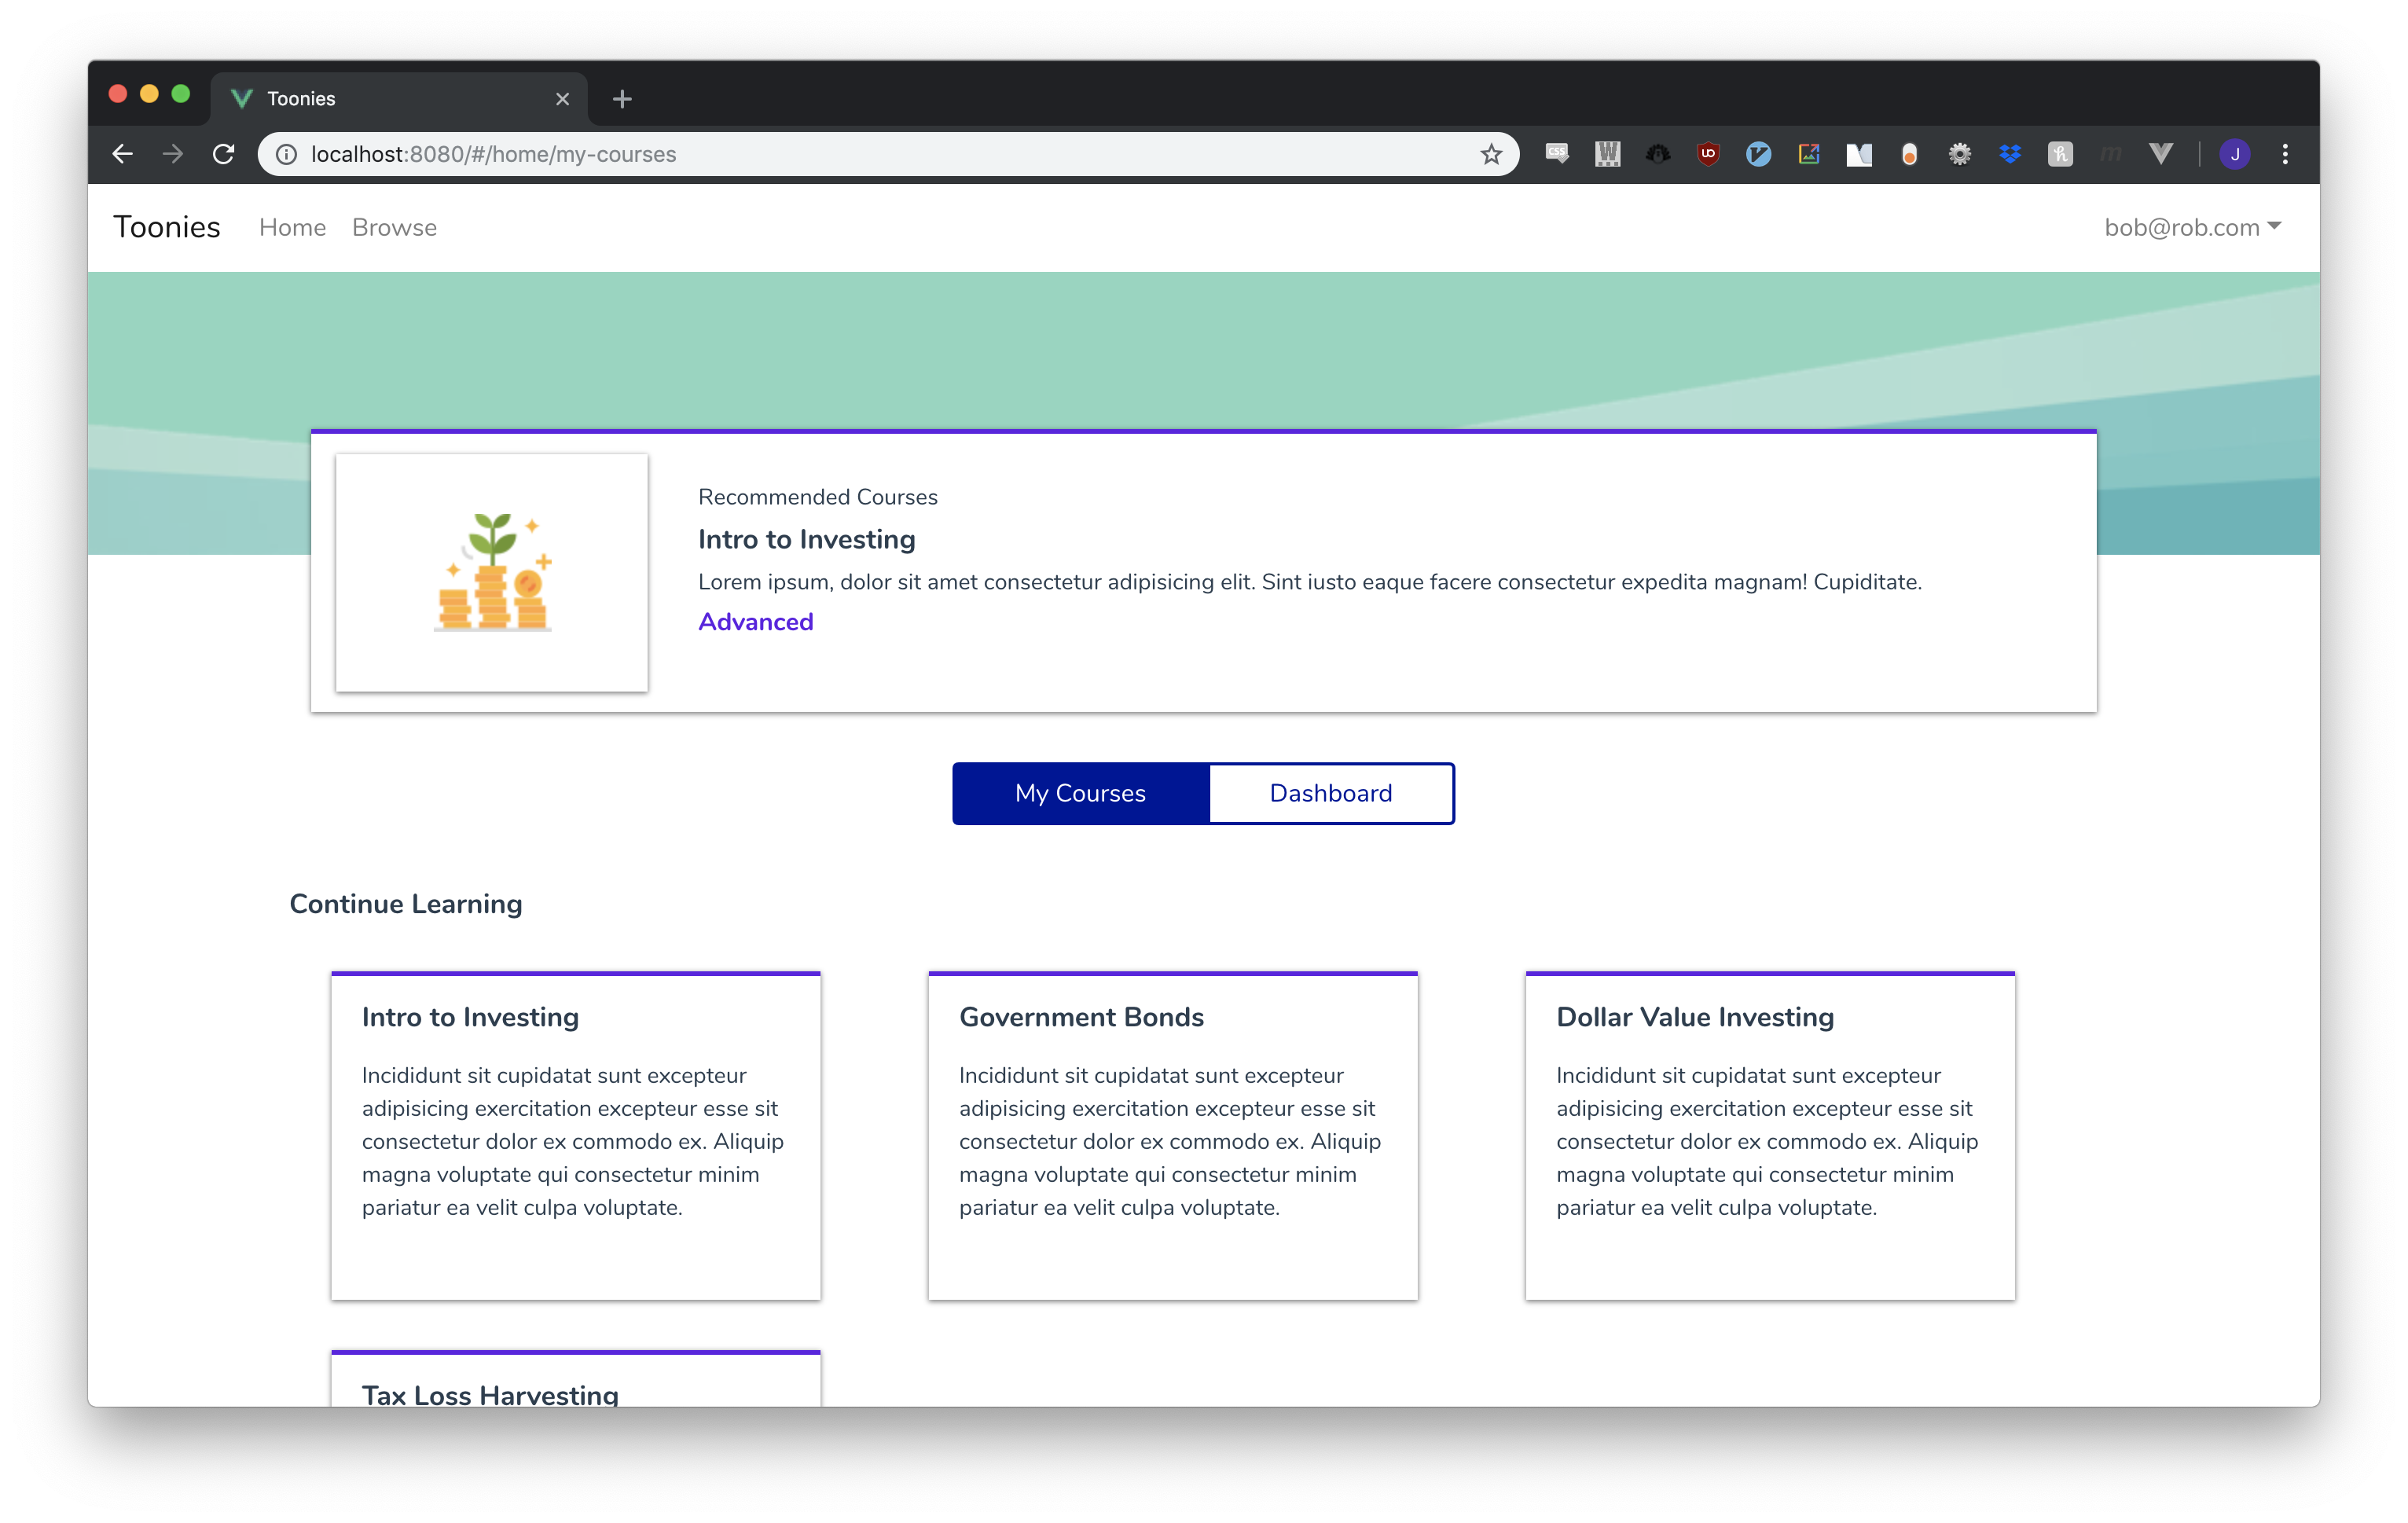 Toonies
localhost:8080/#/home/my-courses
J
Toonies Home Browse bob@rob.com
Recommended Courses
Intro to Investing
Lorem ipsum, dolor sit amet consectetur adipisicing elit. Sint iusto eaque facere consectetur expedita magnam! Cupiditate.
Advanced
My Courses Dashboard
Continue Learning
Intro to Investing
Incididunt sit cupidatat sunt excepteur
adipisicing exercitation excepteur esse sit
consectetur dolor ex commodo ex. Aliquip
magna voluptate qui consectetur minim
pariatur ea velit culpa voluptate.
Government Bonds
Incididunt sit cupidatat sunt excepteur
adipisicing exercitation excepteur esse sit
consectetur dolor ex commodo ex. Aliquip
magna voluptate qui consectetur minim
pariatur ea velit culpa voluptate.
Dollar Value Investing
Incididunt sit cupidatat sunt excepteur
adipisicing exercitation excepteur esse sit
consectetur dolor ex commodo ex. Aliquip
magna voluptate qui consectetur minim
pariatur ea velit culpa voluptate.
Tax Loss Harvesting